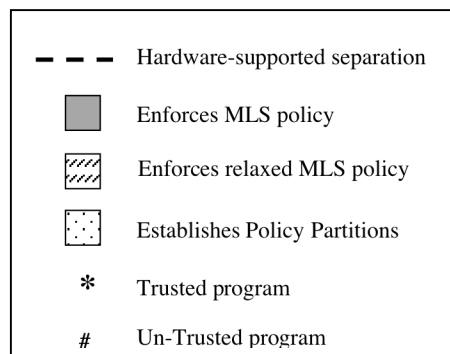 Hardware-supported separation
Enforces MLS policy
Enforces relaxed MLS policy
Establishes Policy Partitions
* Trusted program
# Un-Trusted program